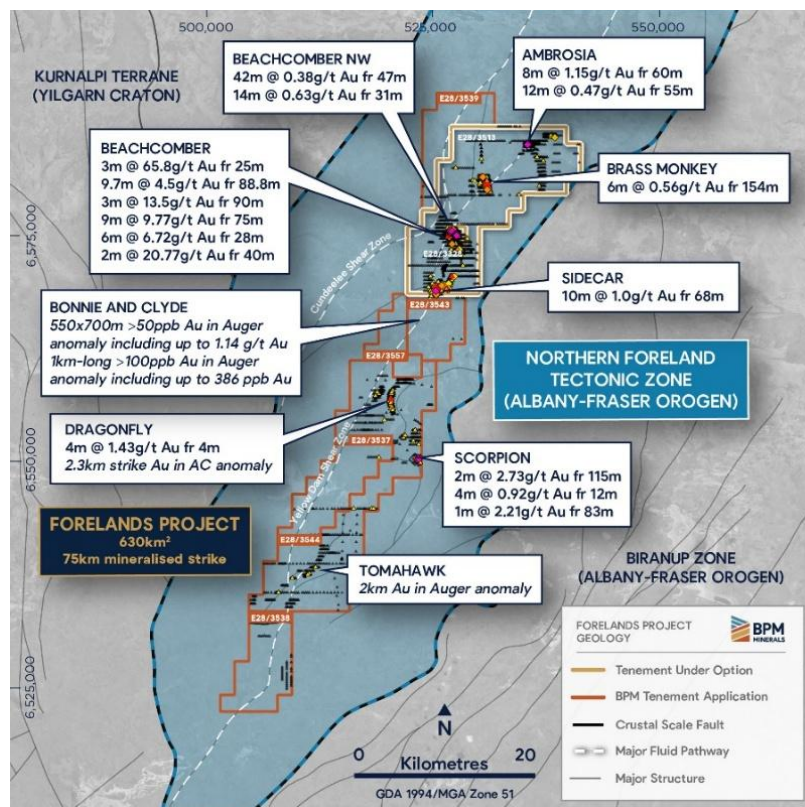 500,000
525,000
550,000
KURNALPI TERRANE
(YILGARN CRATON)
BEACHCOMBER NW
42m @ 0.38g/t Au fr 47m
14m @ 0.63g/t Au fr 31m
AMBROSIA
8m @ 1.15g/t Au fr 60m
12m @ 0.47g/t Au fr 55m
E28/3539
E28/3513
BEACHCOMBER
3m @ 65.8g/t Au fr 25m
9.7m @ 4.5g/t Au fr 88.8m
3m @ 13.5g/t Au fr 90m
9m @ 9.77g/t Au fr 75m
6m @ 6.72g/t Au fr 28m
2m @ 20.77g/t Au fr 40m
BRASS MONKEY
6m @ 0.56g/t Au fr 154m
6,575,000
Cundeelee Shear Zone
SIDECAR
10m @ 1.0g/t Au fr 68m
BONNIE AND CLYDE
550x700m >50ppb Au in Auger
anomaly including up to 1.14 g/t Au
1km-long >100ppb Au in Auger
anomaly including up to 386 ppb Au
E28/3543
E28/3557
NORTHERN FORELAND
TECTONIC ZONE
(ALBANY-FRASER OROGEN)
DRAGONFLY
4m @ 1.43g/t Au fr 4m
2.3km strike Au in AC anomaly
E28/3537
6,550,000
Yellow Dam Shear Zone
SCORPION
2m @ 2.73g/t Au fr 115m
4m @ 0.92g/t Au fr 12m
1m @ 2.21g/t Au fr 83m
FORELANDS PROJECT
630km²
75km mineralised strike
E28/3544
TOMAHAWK
2km Au in Auger anomaly
BIRANUP ZONE
(ALBANY-FRASER OROGEN)
E28/3538
6,525,000
FORELANDS PROJECT
GEOLOGY
BPM
MINERALS
Tenement Under Option
BPM Tenement Application
Crustal Scale Fault
Major Fluid Pathway
Major Structure
N
0
20
Kilometres
GDA 1994/MGA Zone 51